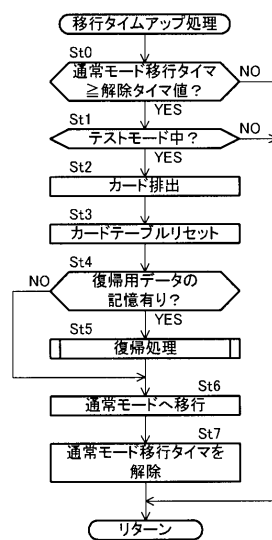 移行タイムアップ処理
St0
通常モード移行タイマ
≧解除タイマ値?
NO
YES
St1
テストモード中?
NO
YES
St2
カード排出
St3
カードテーブルリセット
St4
NO
復帰用データの
記憶有り?
YES
St5
復帰処理
St6
通常モードへ移行
St7
通常モード移行タイマを
解除
リターン